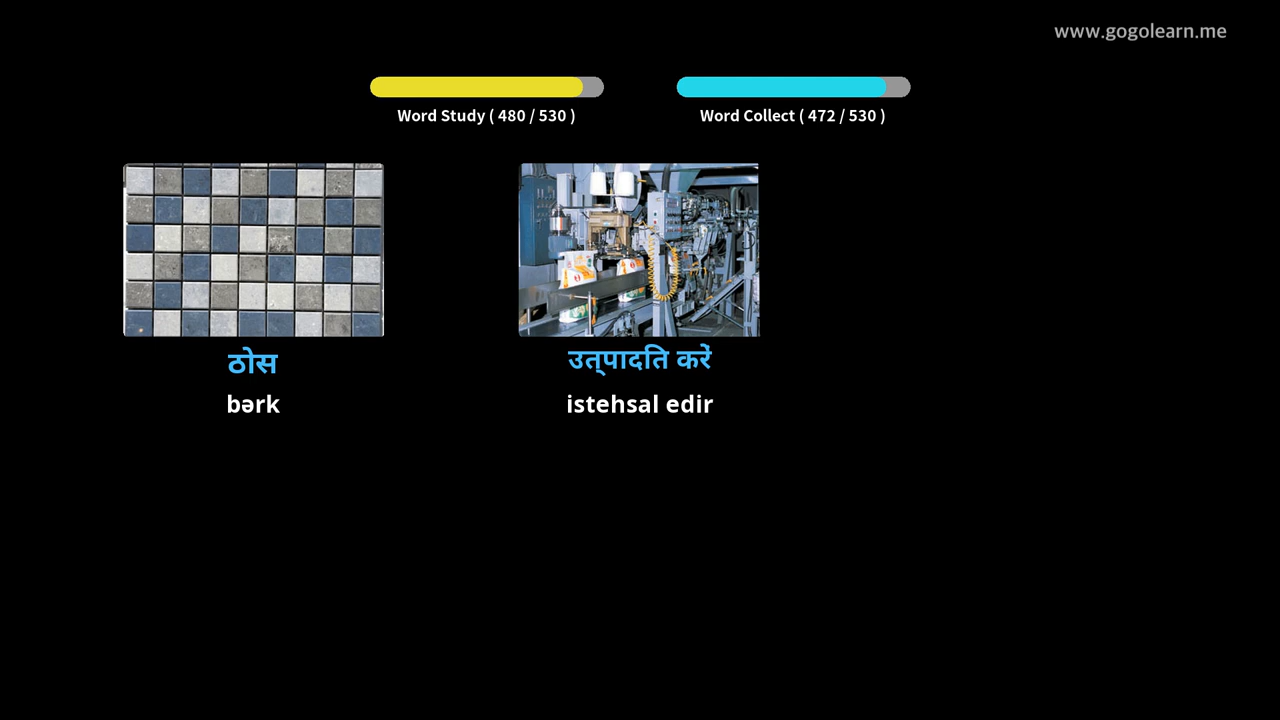 www.gogolearn.me
Word Study ( 480 / 530 )
Word Collect ( 472 / 530 )
ठोस
उत्‌पादति करें
bərk
istehsal edir